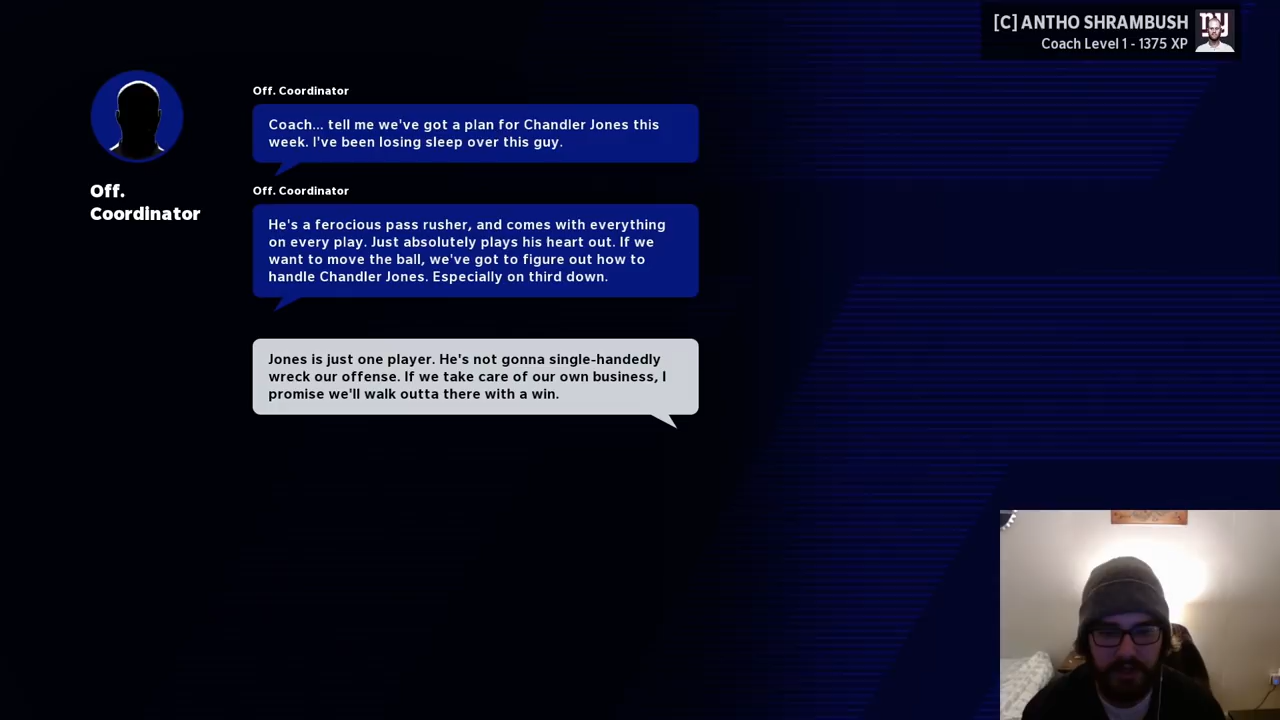 [C] ANTHO SHRAMBUSH
Coach Level 1 - 1375 XP
Off. Coordinator
Coach... tell me we've got a plan for Chandler Jones this
week. I've been losing sleep over this guy.
Off.
Coordinator
Off. Coordinator
He's a ferocious pass rusher, and comes with everything
on every play. Just absolutely plays his heart out. If we
want to move the ball, we've got to figure out how to
handle Chandler Jones. Especially on third down.
Jones is just one player. He's not gonna single-handedly
wreck our offense. If we take care of our own business, I
promise we'll walk outta there with a win.